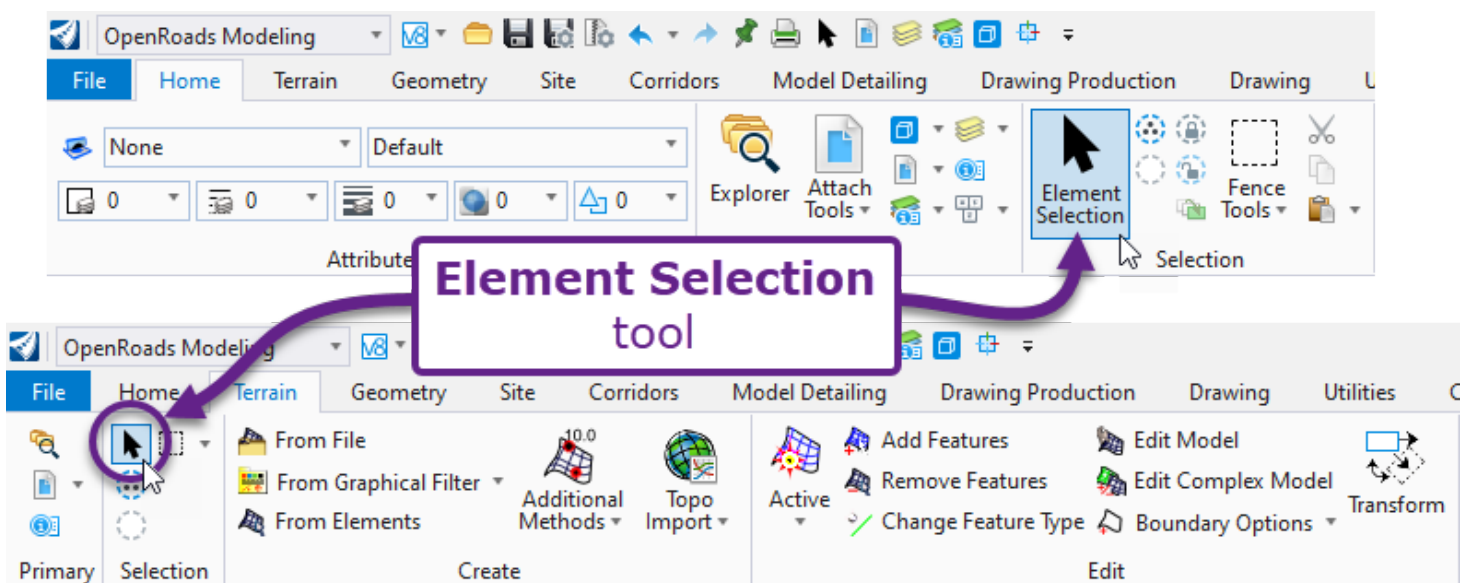 OpenRoads Modeling
V8
File Home Terrain Geometry Site Corridors Model Detailing Drawing Production Drawing
None Default
0 0 0 0 0
Explorer Attach Tools Element Selection Fence Tools
Attribute Selection
Element Selection
tool
OpenRoads Modeling
V8
File Home Terrain Geometry Site Corridors Model Detailing Drawing Production Drawing Utilities
From File 10.0 Add Features Edit Model
From Graphical Filter Remove Features Edit Complex Model
From Elements Additional Methods Topo Import Active Change Feature Type Boundary Options Transform
Primary Selection Create Edit